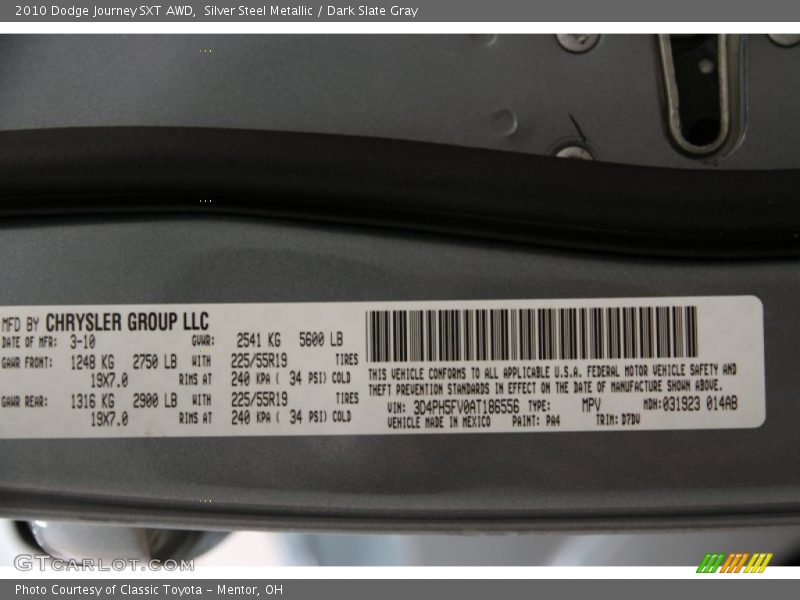 2010 Dodge Journey SXT AWD,  Silver Steel Metallic / Dark Slate Gray
MFD BY CHRYSLER GROUP LLC
DATE OF MFR: 3-10 GVWR: 2541 KG 5600 LB
GAWR FRONT: 1248 KG 2750 LB WITH 225/55R19 TIRES
19X7.0 RIMS AT 240 KPA ( 34 PSI) COLD
GAWR REAR: 1316 KG 2900 LB WITH 225/55R19 TIRES
19X7.0 RIMS AT 240 KPA ( 34 PSI) COLD
THIS VEHICLE CONFORMS TO ALL APPLICABLE U.S.A. FEDERAL MOTOR VEHICLE SAFETY AND
THEFT PREVENTION STANDARDS IN EFFECT ON THE DATE OF MANUFACTURE SHOWN ABOVE.
VIN: 3D4PH5FV0AT186556 TYPE: MPV MDH:031923 014AB
VEHICLE MADE IN MEXICO PAINT: PA4 TRIM: D7DV
GTCARLOT.COM
Photo Courtesy of Classic Toyota - Mentor, OH